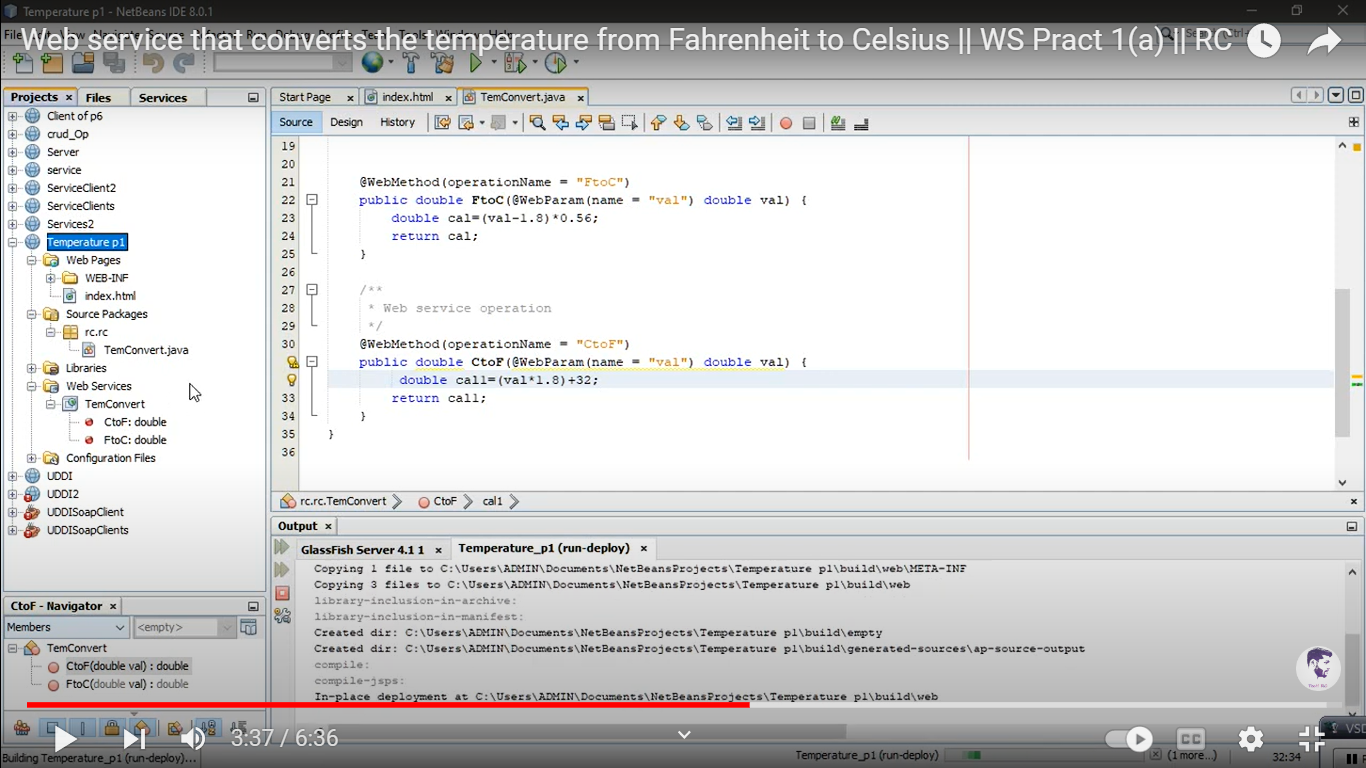 Temperature p1 - NetBeans IDE 8.0.1
Web service that converts the temperature from Fahrenheit to Celsius || WS Pract 1(a) || RC
Projects Files Services
Start Page index.html TemConvert.java
Source Design History
Client of p6
crud_Op
Server
service
ServiceClient2
ServiceClients
Services2
Temperature p1
Web Pages
WEB-INF
index.html
Source Packages
rc.rc
TemConvert.java
Libraries
Web Services
TemConvert
CtoF: double
FtoC: double
Configuration Files
UDDI
UDDI2
UDDISoapClient
UDDISoapClients
19
20
21 @WebMethod(operationName = "FtoC")
22 public double FtoC(@WebParam(name = "val") double val) {
23 double cal=(val-1.8)*0.56;
24 return cal;
25 }
26
27 /**
28 * Web service operation
29 */
30 @WebMethod(operationName = "CtoF")
public double CtoF(@WebParam(name = "val") double val) {
double cal1=(val*1.8)+32;
33 return cal1;
34 }
35 }
36
rc.rc.TemConvert CtoF cal1
Output
GlassFish Server 4.1 1 Temperature_p1 (run-deploy)
Copying 1 file to C:\Users\ADMIN\Documents\NetBeansProjects\Temperature p1\build\web\META-INF
Copying 3 files to C:\Users\ADMIN\Documents\NetBeansProjects\Temperature p1\build\web
library-inclusion-in-archive:
library-inclusion-in-manifest:
Created dir: C:\Users\ADMIN\Documents\NetBeansProjects\Temperature p1\build\empty
Created dir: C:\Users\ADMIN\Documents\NetBeansProjects\Temperature p1\build\generated-sources\ap-source-output
compile:
compile-jsps:
In-place deployment at C:\Users\ADMIN\Documents\NetBeansProjects\Temperature p1\build\web
CtoF - Navigator
Members <empty>
TemConvert
CtoF(double val) : double
FtoC(double val) : double
3:37 / 6:36
CC
Building Temperature_p1 (run-deploy)...
Temperature_p1 (run-deploy) (1 more...) 32:34